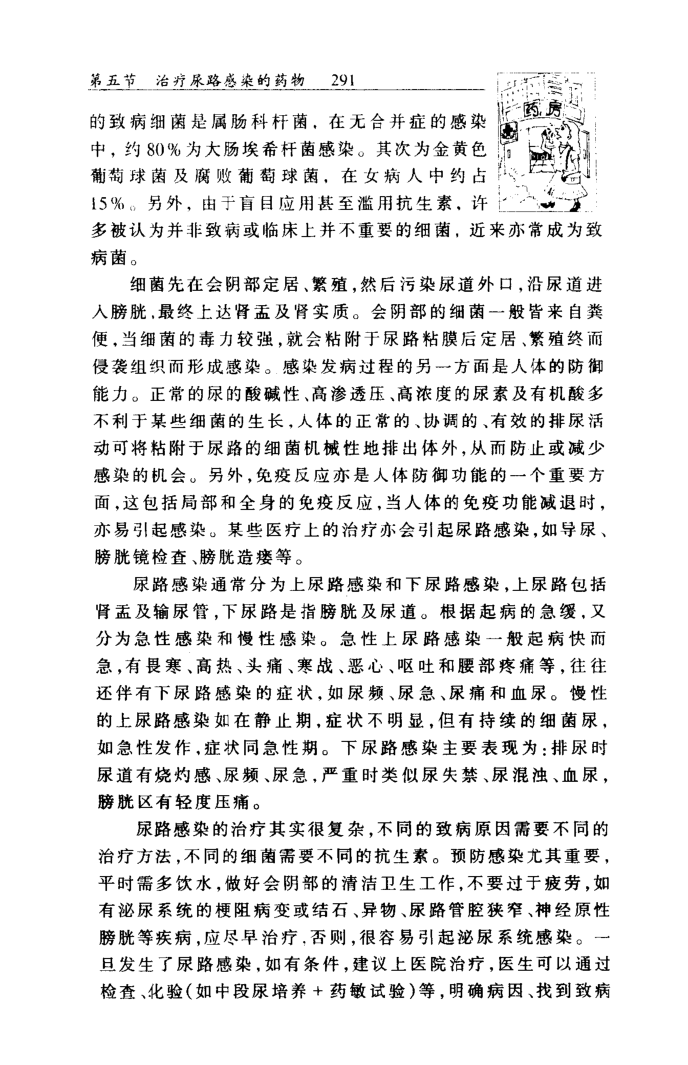 第五节　治疗尿路感染的药物　291
药房
的致病细菌是属肠科杆菌，在无合并症的感染
中，约80%为大肠埃希杆菌感染。其次为金黄色
葡萄球菌及腐败葡萄球菌，在女病人中约占
15%。另外，由于盲目应用甚至滥用抗生素，许
多被认为并非致病或临床上并不重要的细菌，近来亦常成为致
病菌。
细菌先在会阴部定居、繁殖,然后污染尿道外口,沿尿道进
入膀胱,最终上达肾盂及肾实质。会阴部的细菌一般皆来自粪
便,当细菌的毒力较强,就会粘附于尿路粘膜后定居、繁殖终而
侵袭组织而形成感染。感染发病过程的另一方面是人体的防御
能力。正常的尿的酸碱性、高渗透压、高浓度的尿素及有机酸多
不利于某些细菌的生长,人体的正常的、协调的、有效的排尿活
动可将粘附于尿路的细菌机械性地排出体外,从而防止或减少
感染的机会。另外,免疫反应亦是人体防御功能的一个重要方
面,这包括局部和全身的免疫反应,当人体的免疫功能减退时,
亦易引起感染。某些医疗上的治疗亦会引起尿路感染,如导尿、
膀胱镜检查、膀胱造瘘等。
尿路感染通常分为上尿路感染和下尿路感染,上尿路包括
肾盂及输尿管,下尿路是指膀胱及尿道。根据起病的急缓,又
分为急性感染和慢性感染。急性上尿路感染一般起病快而
急,有畏寒、高热、头痛、寒战、恶心、呕吐和腰部疼痛等,往往
还伴有下尿路感染的症状,如尿频、尿急、尿痛和血尿。慢性
的上尿路感染如在静止期,症状不明显,但有持续的细菌尿,
如急性发作,症状同急性期。下尿路感染主要表现为:排尿时
尿道有烧灼感、尿频、尿急,严重时类似尿失禁、尿混浊、血尿,
膀胱区有轻度压痛。
尿路感染的治疗其实很复杂,不同的致病原因需要不同的
治疗方法,不同的细菌需要不同的抗生素。预防感染尤其重要,
平时需多饮水,做好会阴部的清洁卫生工作,不要过于疲劳,如
有泌尿系统的梗阻病变或结石、异物、尿路管腔狭窄、神经原性
膀胱等疾病,应尽早治疗,否则,很容易引起泌尿系统感染。一
旦发生了尿路感染,如有条件,建议上医院治疗,医生可以通过
检查、化验(如中段尿培养+药敏试验)等,明确病因、找到致病